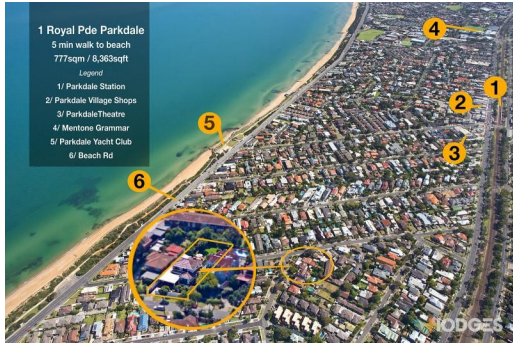 1 Royal Pde Parkdale
5 min walk to beach
777sqm / 8,363sqft
Legend
1/ Parkdale Station
2/ Parkdale Village Shops
3/ ParkdaleTheatre
4/ Mentone Grammar
5/ Parkdale Yacht Club
6/ Beach Rd
4
1
2
5
3
6
HODGES